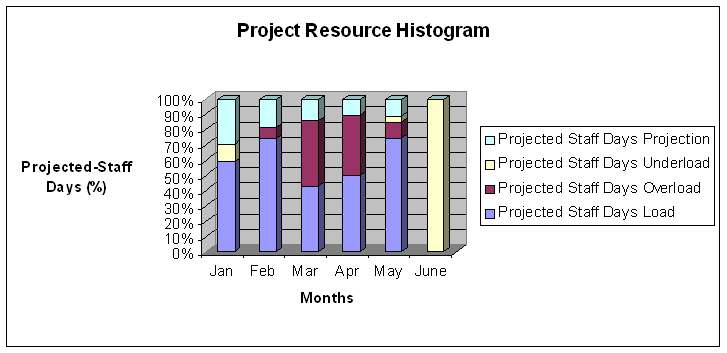 Project Resource Histogram
100%
90%
80%
70%
60%
50%
40%
30%
20%
10%
0%
Projected-Staff
Days (%)
Jan Feb Mar Apr May June
Months
Projected Staff Days Projection
Projected Staff Days Underload
Projected Staff Days Overload
Projected Staff Days Load